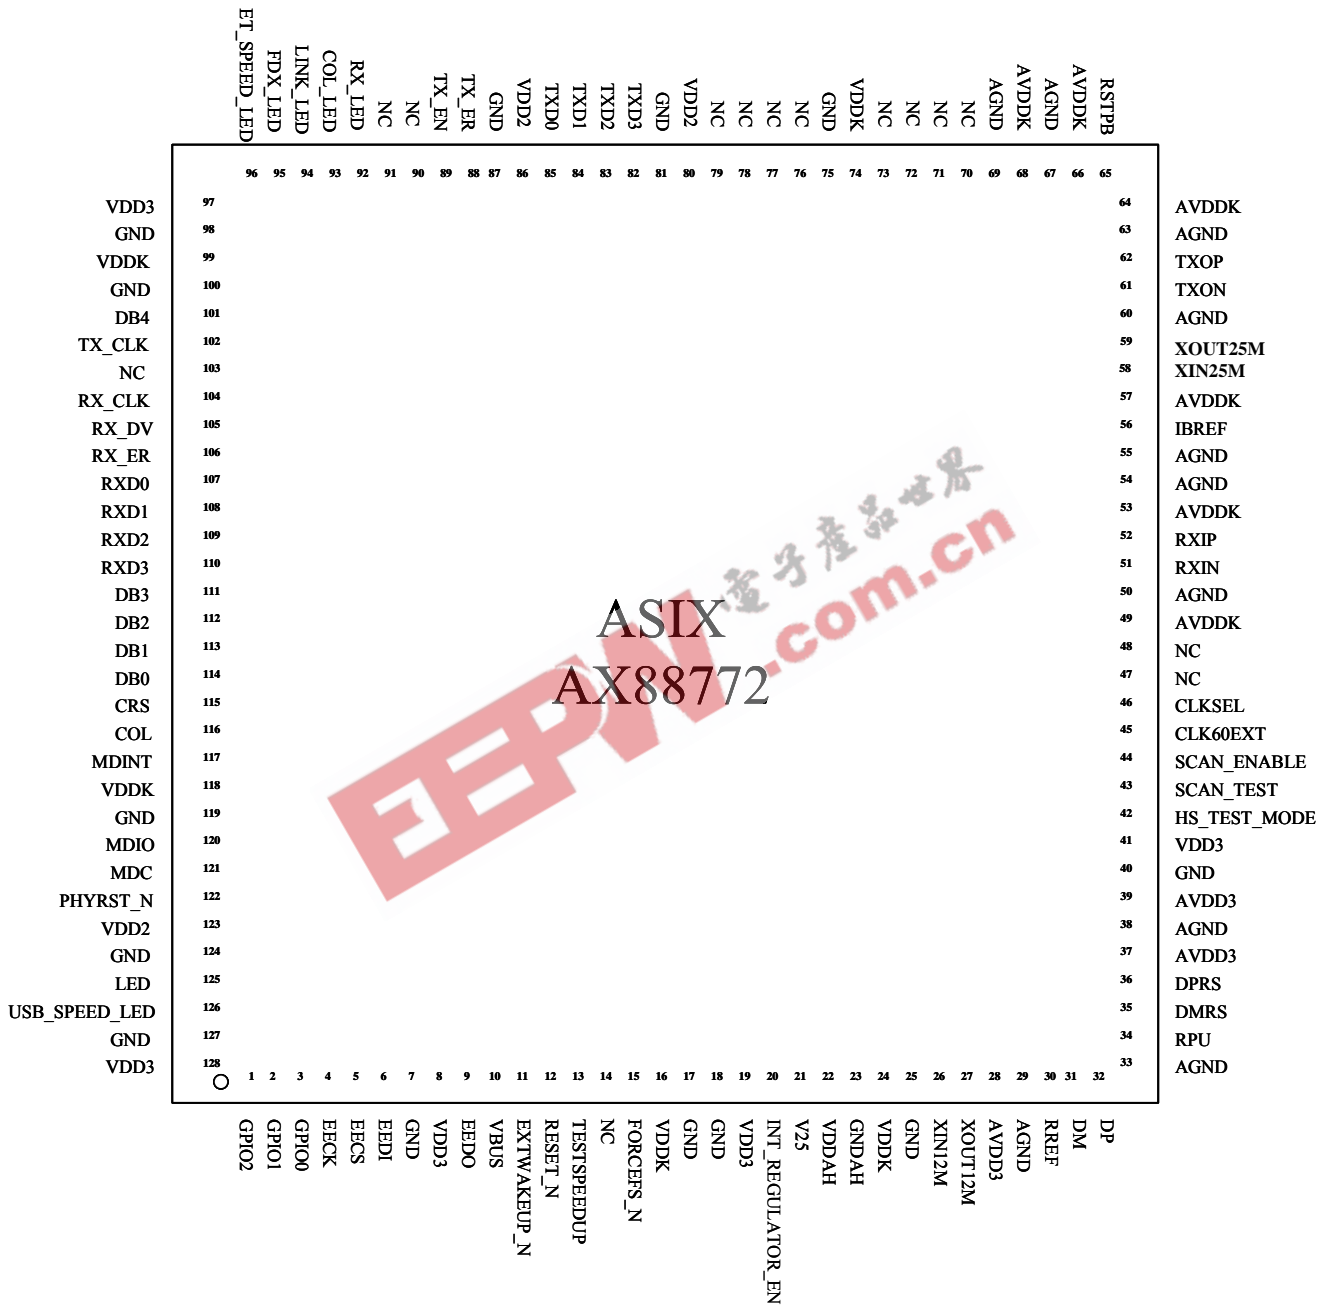 ET_SPEED_LED FDX_LED LINK_LED COL_LED RX_LED NC NC TX_EN TX_ER GND VDD2 TXD0 TXD1 TXD2 TXD3 GND VDD2 NC NC NC NC GND VDDK NC NC NC NC AGND AVDDK AGND AVDDK RSTPB
96 95 94 93 92 91 90 89 88 87 86 85 84 83 82 81 80 79 78 77 76 75 74 73 72 71 70 69 68 67 66 65
VDD3 97 64 AVDDK
GND 98 63 AGND
VDDK 99 62 TXOP
GND 100 61 TXON
DB4 101 60 AGND
TX_CLK 102 59 XOUT25M
NC 103 58 XIN25M
RX_CLK 104 57 AVDDK
RX_DV 105 56 IBREF
RX_ER 106 55 AGND
RXD0 107 54 AGND
RXD1 108 53 AVDDK
RXD2 109 52 RXIP
RXD3 110 51 RXIN
DB3 111 50 AGND
DB2 112 49 AVDDK
DB1 113 48 NC
DB0 114 47 NC
CRS 115 46 CLKSEL
COL 116 45 CLK60EXT
MDINT 117 44 SCAN_ENABLE
VDDK 118 43 SCAN_TEST
GND 119 42 HS_TEST_MODE
MDIO 120 41 VDD3
MDC 121 40 GND
PHYRST_N 122 39 AVDD3
VDD2 123 38 AGND
GND 124 37 AVDD3
LED 125 36 DPRS
USB_SPEED_LED 126 35 DMRS
GND 127 34 RPU
VDD3 128 33 AGND
ASIX
AX88772
EEPW
電子產品世界
.com.cn
1 2 3 4 5 6 7 8 9 10 11 12 13 14 15 16 17 18 19 20 21 22 23 24 25 26 27 28 29 30 31 32
GPIO2 GPIO1 GPIO0 EECK EECS EEDI GND VDD3 EEDO VBUS EXTWAKEUP_N RESET_N TESTSPEEDUP NC FORCEFS_N VDDK GND GND VDD3 INT_REGULATOR_EN V25 VDDAH GNDAH VDDK GND XIN12M XOUT12M AVDD3 AGND RREF DM DP